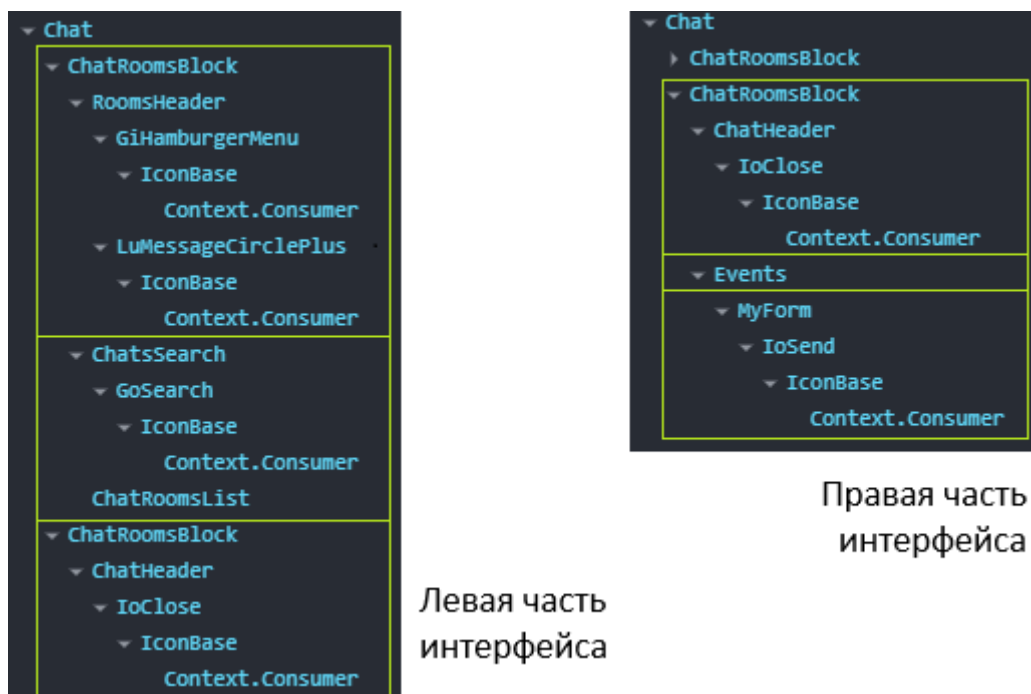 Chat
ChatRoomsBlock
RoomsHeader
GiHamburgerMenu
IconBase
Context.Consumer
LuMessageCirclePlus
IconBase
Context.Consumer
ChatsSearch
GoSearch
IconBase
Context.Consumer
ChatRoomsList
ChatRoomsBlock
ChatHeader
IoClose
IconBase
Context.Consumer
Левая часть
интерфейса
Chat
ChatRoomsBlock
ChatRoomsBlock
ChatHeader
IoClose
IconBase
Context.Consumer
Events
MyForm
IoSend
IconBase
Context.Consumer
Правая часть
интерфейса